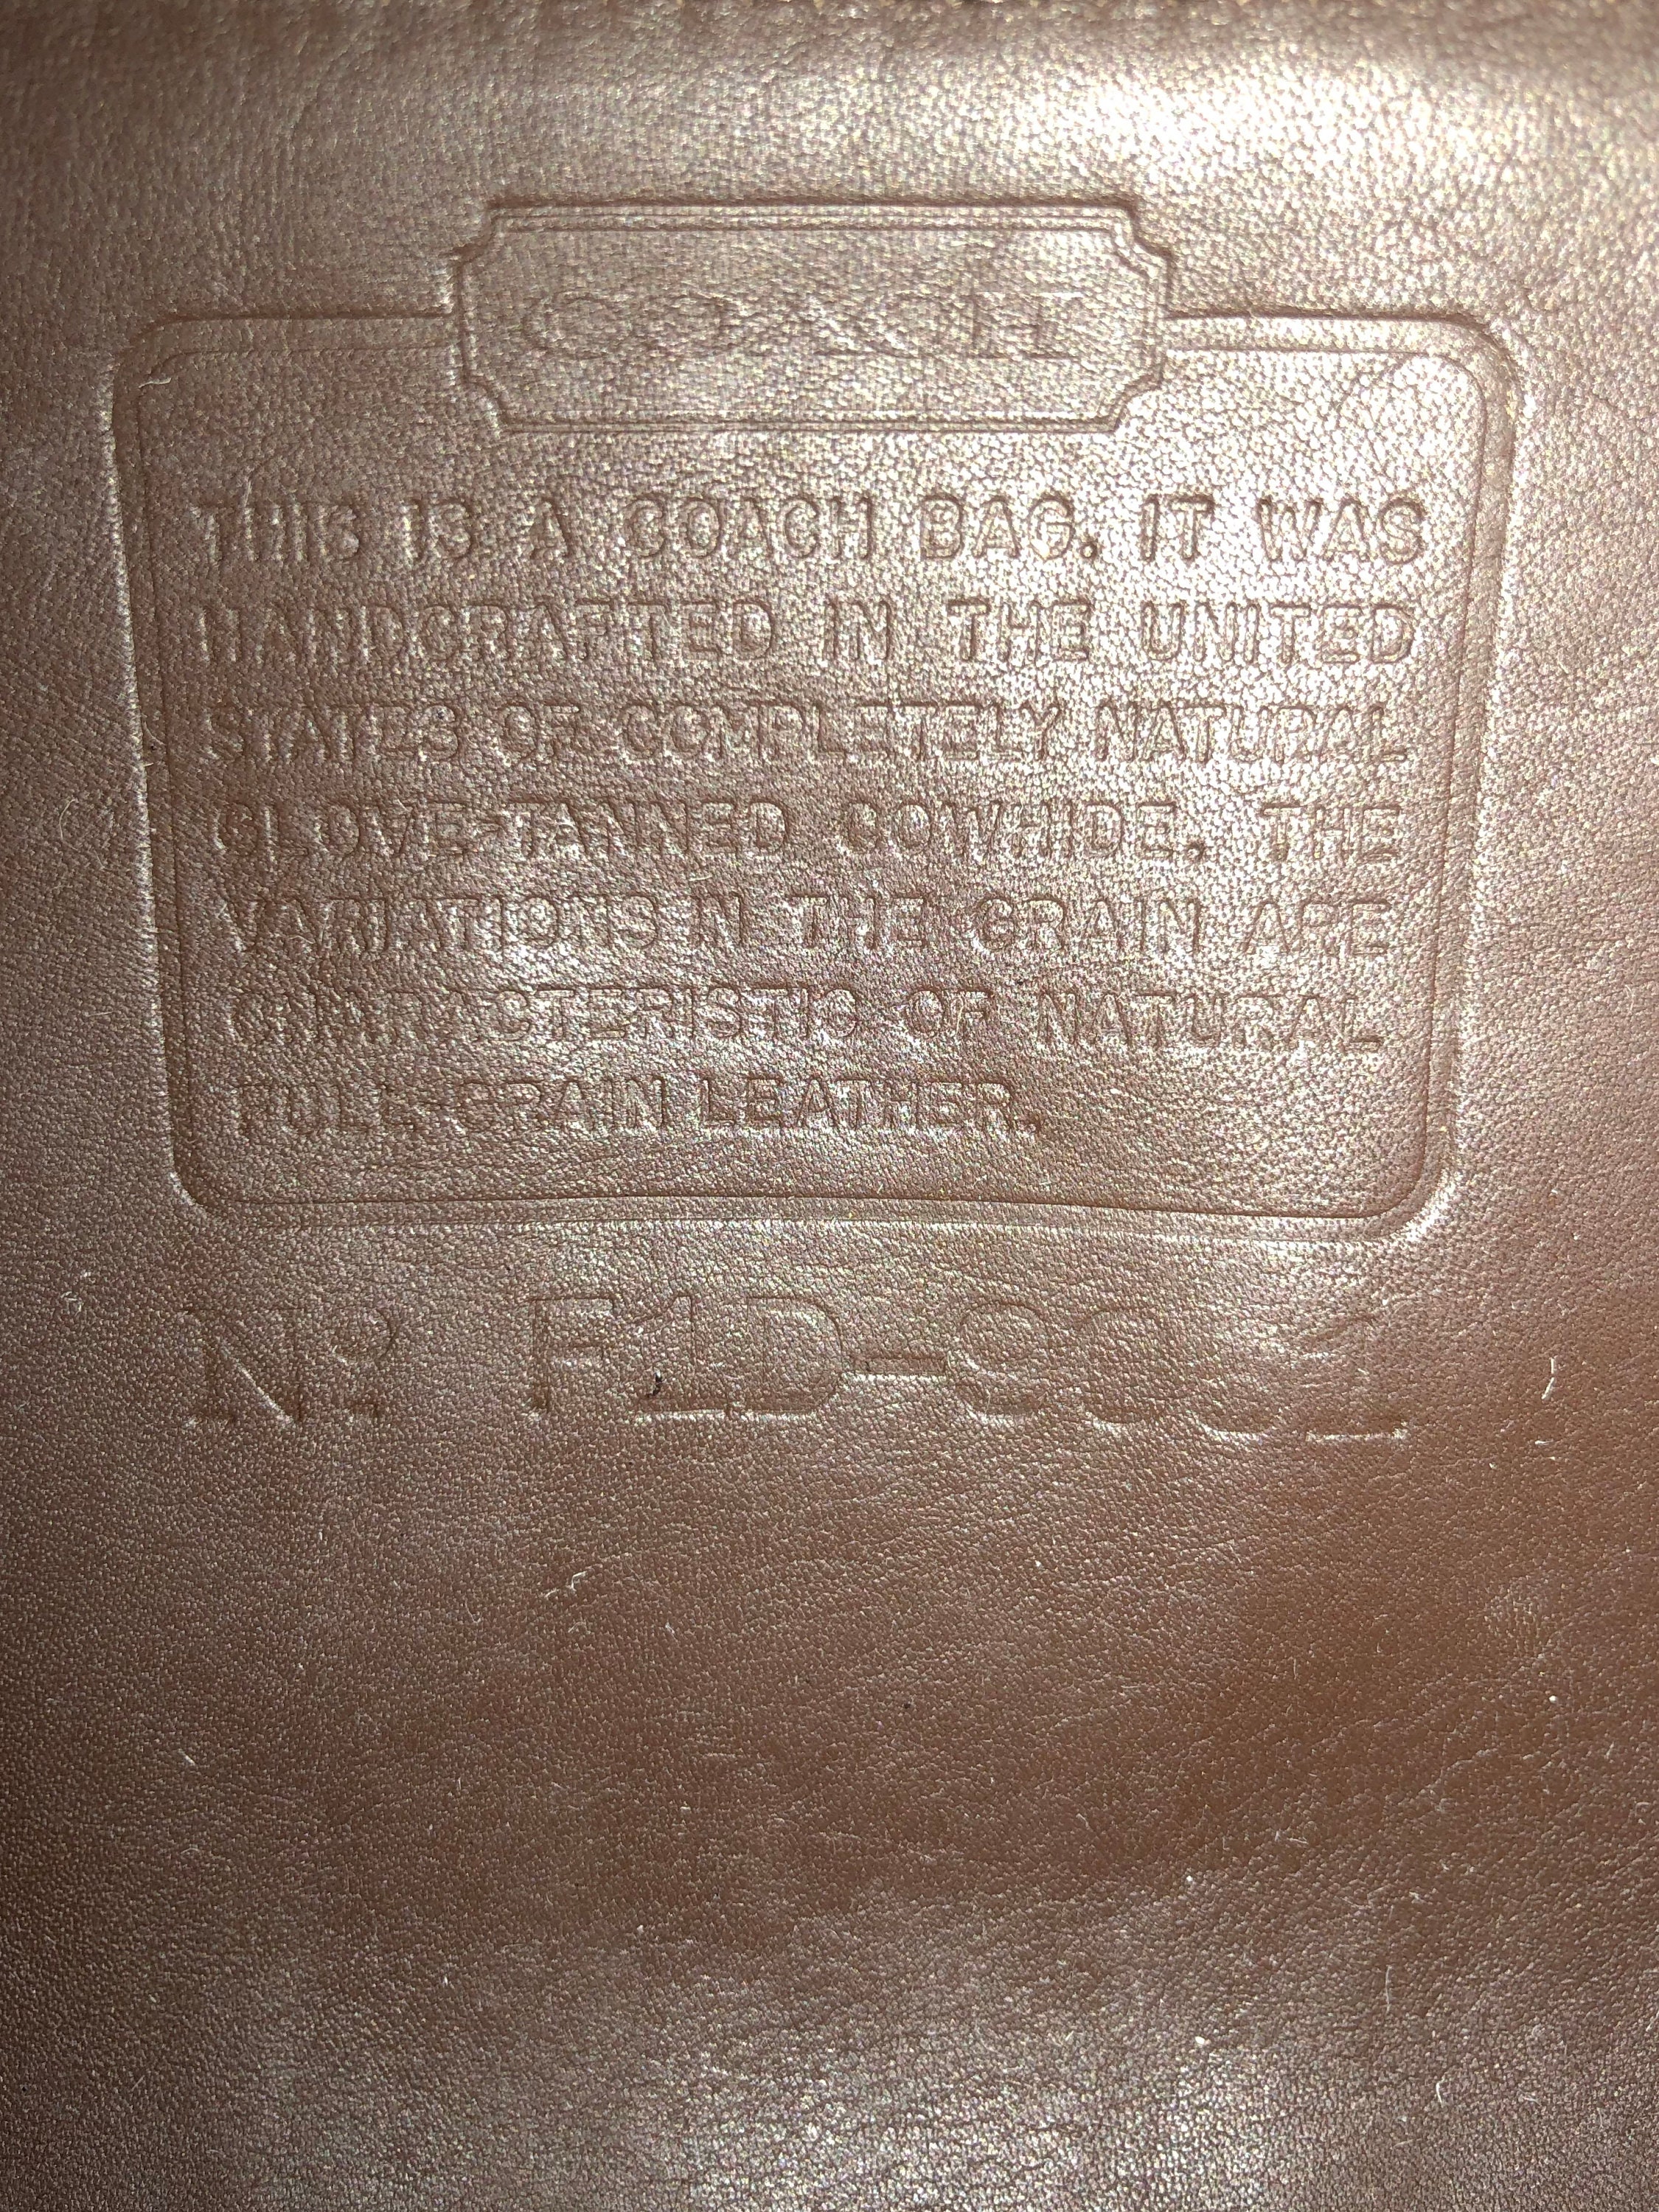 COACH
THIS IS A COACH BAG. IT WAS
HANDCRAFTED IN THE UNITED
STATES OF COMPLETELY NATURAL
GLOVE-TANNED COWHIDE. THE
VARIATIONS IN THE GRAIN ARE
CHARACTERISTIC OF NATURAL
FULL-GRAIN LEATHER.
Nº